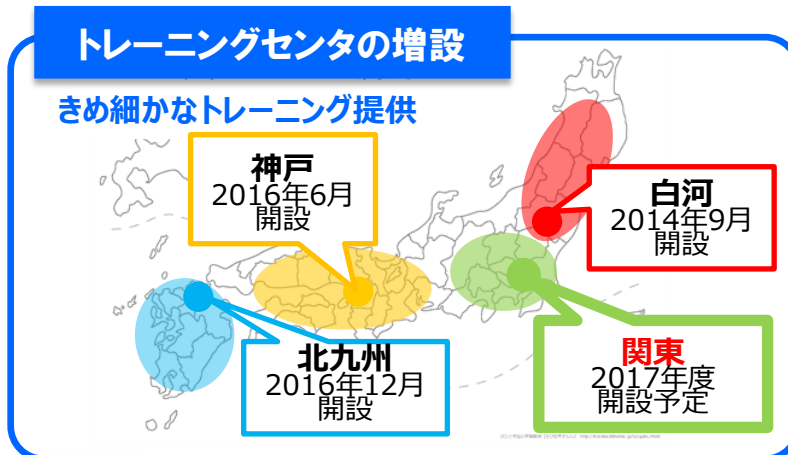 トレーニングセンタの増設
きめ細かなトレーニング提供
神戸
2016年6月
開設
白河
2014年9月
開設
北九州
2016年12月
開設
関東
2017年度
開設予定